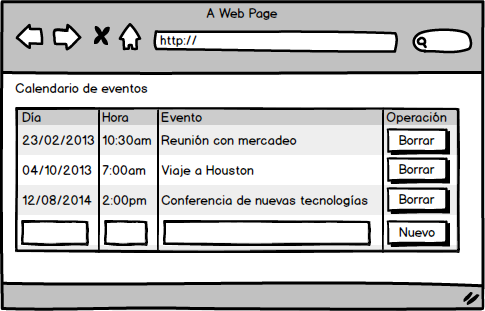 A Web Page
http://
Calendario de eventos
Día Hora Evento Operación
23/02/2013 10:30am Reunión con mercadeo Borrar
04/10/2013 7:00am Viaje a Houston Borrar
12/08/2014 2:00pm Conferencia de nuevas tecnologías Borrar
Nuevo